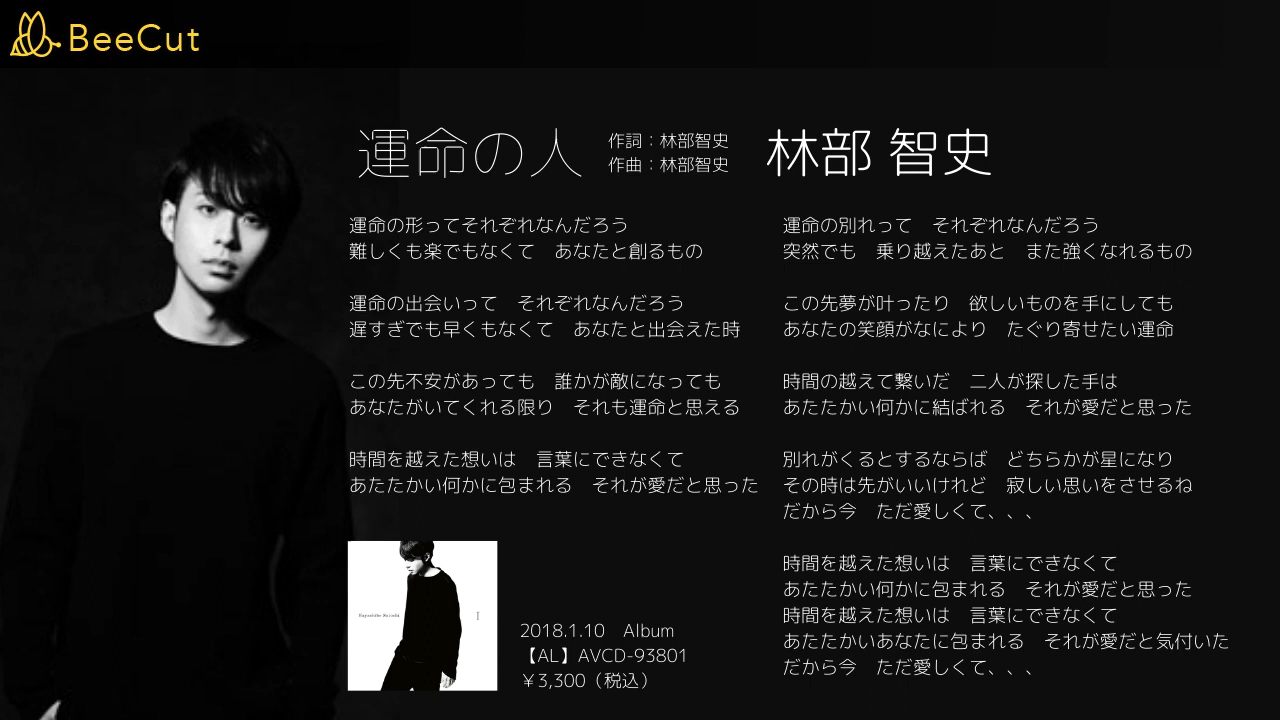 BeeCut
運命の人
作詞：林部智史
作曲：林部智史
林部 智史
運命の形ってそれぞれなんだろう
難しくも楽でもなくて　あなたと創るもの
運命の出会いって　それぞれなんだろう
遅すぎでも早くもなくて　あなたと出会えた時
この先不安があっても　誰かが敵になっても
あなたがいてくれる限り　それも運命と思える
時間を越えた想いは　言葉にできなくて
あたたかい何かに包まれる　それが愛だと思った
運命の別れって　それぞれなんだろう
突然でも　乗り越えたあと　また強くなれるもの
この先夢が叶ったり　欲しいものを手にしても
あなたの笑顔がなにより　たぐり寄せたい運命
時間の越えて繋いだ　二人が探した手は
あたたかい何かに結ばれる　それが愛だと思った
別れがくるとするならば　どちらかが星になり
その時は先がいいけれど　寂しい思いをさせるね
だから今　ただ愛しくて、、、
時間を越えた想いは　言葉にできなくて
あたたかい何かに包まれる　それが愛だと思った
時間を越えた想いは　言葉にできなくて
あたたかいあなたに包まれる　それが愛だと気付いた
だから今　ただ愛しくて、、、
Hayashibe Satoshi
I
2018.1.10　Album
【AL】AVCD-93801
￥3,300（税込）